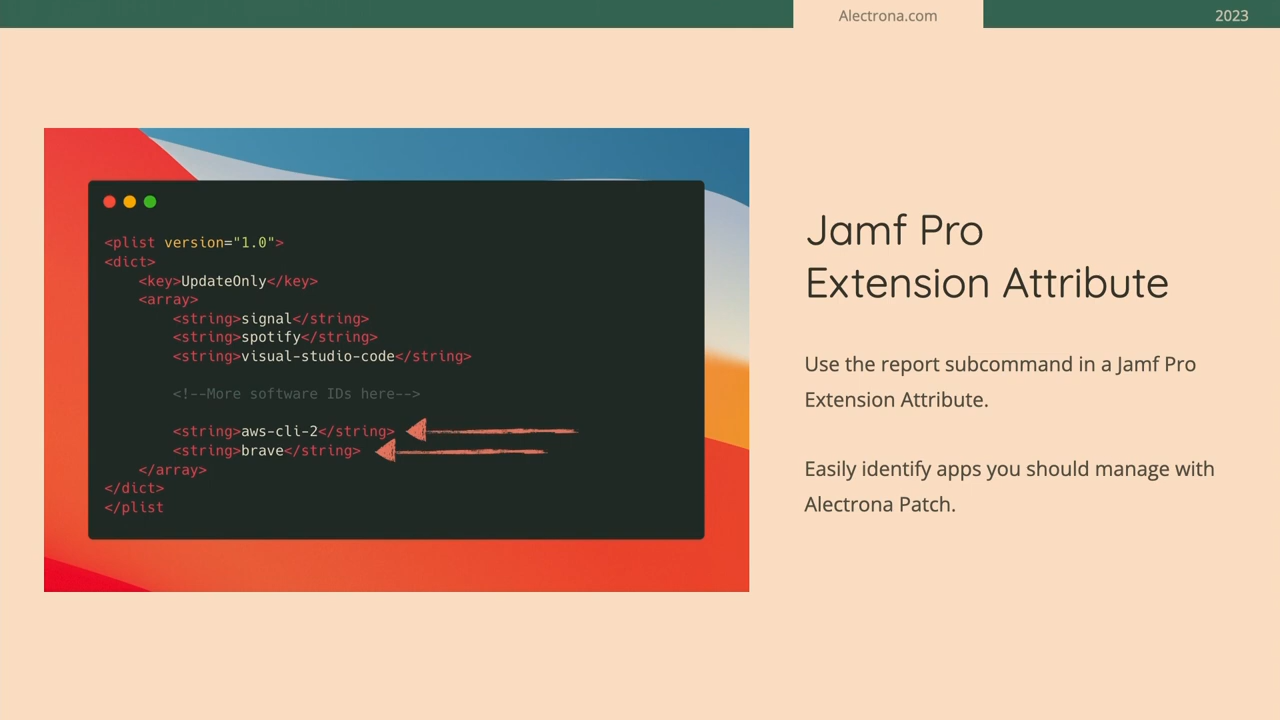 Alectrona.com
2023
<plist version="1.0">
<dict>
    <key>UpdateOnly</key>
    <array>
        <string>signal</string>
        <string>spotify</string>
        <string>visual-studio-code</string>
        <!--More software IDs here-->
        <string>aws-cli-2</string>
        <string>brave</string>
    </array>
</dict>
</plist
Jamf Pro
Extension Attribute
Use the report subcommand in a Jamf Pro
Extension Attribute.
Easily identify apps you should manage with
Alectrona Patch.